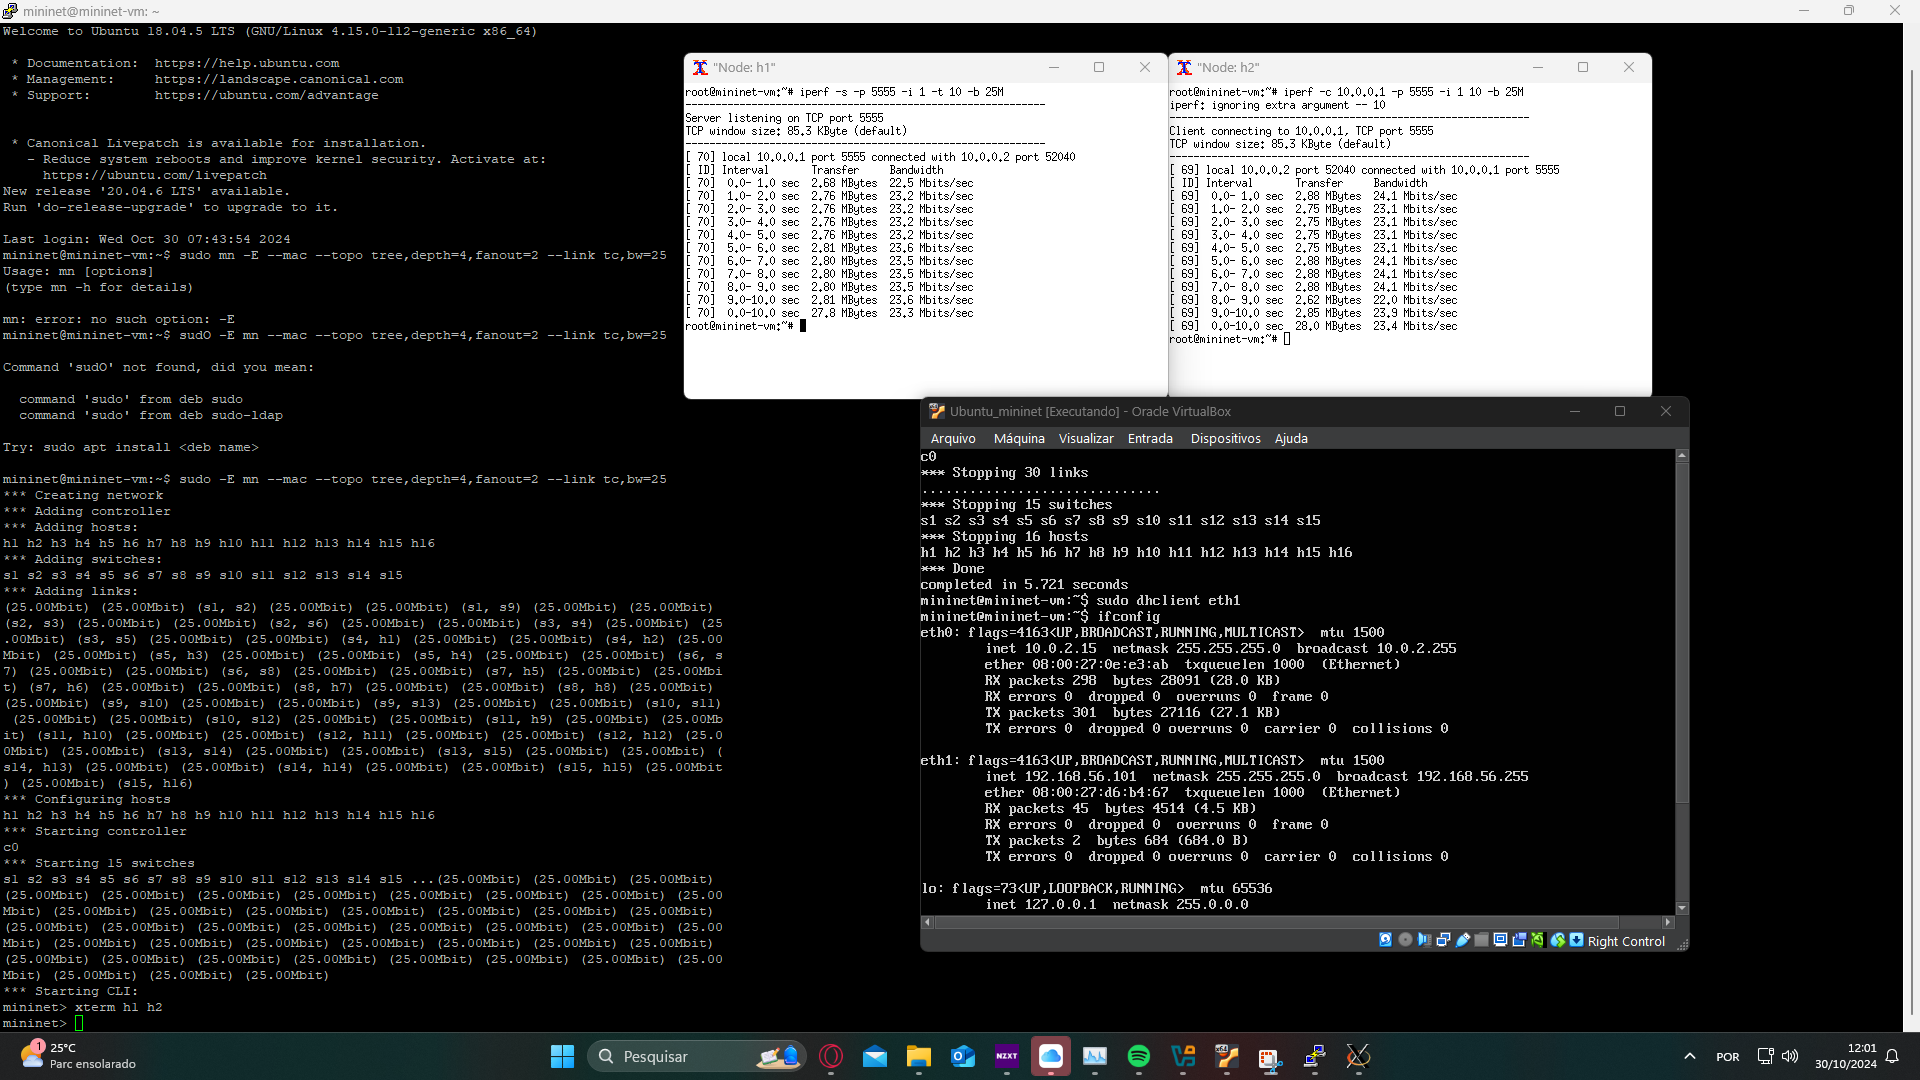 mininet@mininet-vm: ~
Welcome to Ubuntu 18.04.5 LTS (GNU/Linux 4.15.0-112-generic x86_64)
* Documentation:  https://help.ubuntu.com
* Management:     https://landscape.canonical.com
* Support:        https://ubuntu.com/advantage
* Canonical Livepatch is available for installation.
- Reduce system reboots and improve kernel security. Activate at:
https://ubuntu.com/livepatch
New release '20.04.6 LTS' available.
Run 'do-release-upgrade' to upgrade to it.
Last login: Wed Oct 30 07:43:54 2024
mininet@mininet-vm:~$ sudo mn -E --mac --topo tree,depth=4,fanout=2 --link tc,bw=25
Usage: mn [options]
(type mn -h for details)
mn: error: no such option: -E
mininet@mininet-vm:~$ sudO -E mn --mac --topo tree,depth=4,fanout=2 --link tc,bw=25
Command 'sudO' not found, did you mean:
command 'sudo' from deb sudo
command 'sudo' from deb sudo-ldap
Try: sudo apt install <deb name>
mininet@mininet-vm:~$ sudo -E mn --mac --topo tree,depth=4,fanout=2 --link tc,bw=25
*** Creating network
*** Adding controller
*** Adding hosts:
h1 h2 h3 h4 h5 h6 h7 h8 h9 h10 h11 h12 h13 h14 h15 h16
*** Adding switches:
s1 s2 s3 s4 s5 s6 s7 s8 s9 s10 s11 s12 s13 s14 s15
*** Adding links:
(25.00Mbit) (25.00Mbit) (s1, s2) (25.00Mbit) (25.00Mbit) (s1, s9) (25.00Mbit) (25.00Mbit)
(s2, s3) (25.00Mbit) (25.00Mbit) (s2, s6) (25.00Mbit) (25.00Mbit) (s3, s4) (25.00Mbit) (25
.00Mbit) (s3, s5) (25.00Mbit) (25.00Mbit) (s4, h1) (25.00Mbit) (25.00Mbit) (s4, h2) (25.00
Mbit) (25.00Mbit) (s5, h3) (25.00Mbit) (25.00Mbit) (s5, h4) (25.00Mbit) (25.00Mbit) (s6, s
7) (25.00Mbit) (25.00Mbit) (s6, s8) (25.00Mbit) (25.00Mbit) (s7, h5) (25.00Mbit) (25.00Mbi
t) (s7, h6) (25.00Mbit) (25.00Mbit) (s8, h7) (25.00Mbit) (25.00Mbit) (s8, h8) (25.00Mbit)
(25.00Mbit) (s9, s10) (25.00Mbit) (25.00Mbit) (s9, s13) (25.00Mbit) (25.00Mbit) (s10, s11)
(25.00Mbit) (25.00Mbit) (s10, s12) (25.00Mbit) (25.00Mbit) (s11, h9) (25.00Mbit) (25.00Mb
it) (s11, h10) (25.00Mbit) (25.00Mbit) (s12, h11) (25.00Mbit) (25.00Mbit) (s12, h12) (25.0
0Mbit) (25.00Mbit) (s13, s14) (25.00Mbit) (25.00Mbit) (s13, s15) (25.00Mbit) (25.00Mbit) (
s14, h13) (25.00Mbit) (25.00Mbit) (s14, h14) (25.00Mbit) (25.00Mbit) (s15, h15) (25.00Mbit
) (25.00Mbit) (s15, h16)
*** Configuring hosts
h1 h2 h3 h4 h5 h6 h7 h8 h9 h10 h11 h12 h13 h14 h15 h16
*** Starting controller
c0
*** Starting 15 switches
s1 s2 s3 s4 s5 s6 s7 s8 s9 s10 s11 s12 s13 s14 s15 ...(25.00Mbit) (25.00Mbit) (25.00Mbit)
(25.00Mbit) (25.00Mbit) (25.00Mbit) (25.00Mbit) (25.00Mbit) (25.00Mbit) (25.00Mbit) (25.00
Mbit) (25.00Mbit) (25.00Mbit) (25.00Mbit) (25.00Mbit) (25.00Mbit) (25.00Mbit) (25.00Mbit)
(25.00Mbit) (25.00Mbit) (25.00Mbit) (25.00Mbit) (25.00Mbit) (25.00Mbit) (25.00Mbit) (25.00
Mbit) (25.00Mbit) (25.00Mbit) (25.00Mbit) (25.00Mbit) (25.00Mbit) (25.00Mbit) (25.00Mbit)
(25.00Mbit) (25.00Mbit) (25.00Mbit) (25.00Mbit) (25.00Mbit) (25.00Mbit) (25.00Mbit) (25.00
Mbit) (25.00Mbit) (25.00Mbit) (25.00Mbit)
*** Starting CLI:
mininet> xterm h1 h2
mininet>
"Node: h1"
root@mininet-vm:~# iperf -s -p 5555 -i 1 -t 10 -b 25M
------------------------------------------------------------
Server listening on TCP port 5555
TCP window size: 85.3 KByte (default)
------------------------------------------------------------
[ 70] local 10.0.0.1 port 5555 connected with 10.0.0.2 port 52040
[ ID] Interval       Transfer     Bandwidth
[ 70]  0.0- 1.0 sec  2.68 MBytes  22.5 Mbits/sec
[ 70]  1.0- 2.0 sec  2.76 MBytes  23.2 Mbits/sec
[ 70]  2.0- 3.0 sec  2.76 MBytes  23.2 Mbits/sec
[ 70]  3.0- 4.0 sec  2.76 MBytes  23.2 Mbits/sec
[ 70]  4.0- 5.0 sec  2.76 MBytes  23.2 Mbits/sec
[ 70]  5.0- 6.0 sec  2.81 MBytes  23.6 Mbits/sec
[ 70]  6.0- 7.0 sec  2.80 MBytes  23.5 Mbits/sec
[ 70]  7.0- 8.0 sec  2.80 MBytes  23.5 Mbits/sec
[ 70]  8.0- 9.0 sec  2.80 MBytes  23.5 Mbits/sec
[ 70]  9.0-10.0 sec  2.81 MBytes  23.6 Mbits/sec
[ 70]  0.0-10.0 sec  27.8 MBytes  23.3 Mbits/sec
root@mininet-vm:~#
"Node: h2"
root@mininet-vm:~# iperf -c 10.0.0.1 -p 5555 -i 1 10 -b 25M
iperf: ignoring extra argument -- 10
------------------------------------------------------------
Client connecting to 10.0.0.1, TCP port 5555
TCP window size: 85.3 KByte (default)
------------------------------------------------------------
[ 69] local 10.0.0.2 port 52040 connected with 10.0.0.1 port 5555
[ ID] Interval       Transfer     Bandwidth
[ 69]  0.0- 1.0 sec  2.88 MBytes  24.1 Mbits/sec
[ 69]  1.0- 2.0 sec  2.75 MBytes  23.1 Mbits/sec
[ 69]  2.0- 3.0 sec  2.75 MBytes  23.1 Mbits/sec
[ 69]  3.0- 4.0 sec  2.75 MBytes  23.1 Mbits/sec
[ 69]  4.0- 5.0 sec  2.75 MBytes  23.1 Mbits/sec
[ 69]  5.0- 6.0 sec  2.88 MBytes  24.1 Mbits/sec
[ 69]  6.0- 7.0 sec  2.88 MBytes  24.1 Mbits/sec
[ 69]  7.0- 8.0 sec  2.88 MBytes  24.1 Mbits/sec
[ 69]  8.0- 9.0 sec  2.62 MBytes  22.0 Mbits/sec
[ 69]  9.0-10.0 sec  2.85 MBytes  23.9 Mbits/sec
[ 69]  0.0-10.0 sec  28.0 MBytes  23.4 Mbits/sec
root@mininet-vm:~#
Ubuntu_mininet [Executando] - Oracle VirtualBox
Arquivo Máquina Visualizar Entrada Dispositivos Ajuda
c0
*** Stopping 30 links
..............................
*** Stopping 15 switches
s1 s2 s3 s4 s5 s6 s7 s8 s9 s10 s11 s12 s13 s14 s15
*** Stopping 16 hosts
h1 h2 h3 h4 h5 h6 h7 h8 h9 h10 h11 h12 h13 h14 h15 h16
*** Done
completed in 5.721 seconds
mininet@mininet-vm:~$ sudo dhclient eth1
mininet@mininet-vm:~$ ifconfig
eth0: flags=4163<UP,BROADCAST,RUNNING,MULTICAST>  mtu 1500
inet 10.0.2.15  netmask 255.255.255.0  broadcast 10.0.2.255
ether 08:00:27:0e:e3:ab  txqueuelen 1000  (Ethernet)
RX packets 298  bytes 28091 (28.0 KB)
RX errors 0  dropped 0  overruns 0  frame 0
TX packets 301  bytes 27116 (27.1 KB)
TX errors 0  dropped 0 overruns 0  carrier 0  collisions 0
eth1: flags=4163<UP,BROADCAST,RUNNING,MULTICAST>  mtu 1500
inet 192.168.56.101  netmask 255.255.255.0  broadcast 192.168.56.255
ether 08:00:27:d6:b4:67  txqueuelen 1000  (Ethernet)
RX packets 45  bytes 4514 (4.5 KB)
RX errors 0  dropped 0  overruns 0  frame 0
TX packets 2  bytes 684 (684.0 B)
TX errors 0  dropped 0 overruns 0  carrier 0  collisions 0
lo: flags=73<UP,LOOPBACK,RUNNING>  mtu 65536
inet 127.0.0.1  netmask 255.0.0.0
Right Control
1
25°C
Parc ensolarado
Pesquisar
NZXT
POR
12:01
30/10/2024